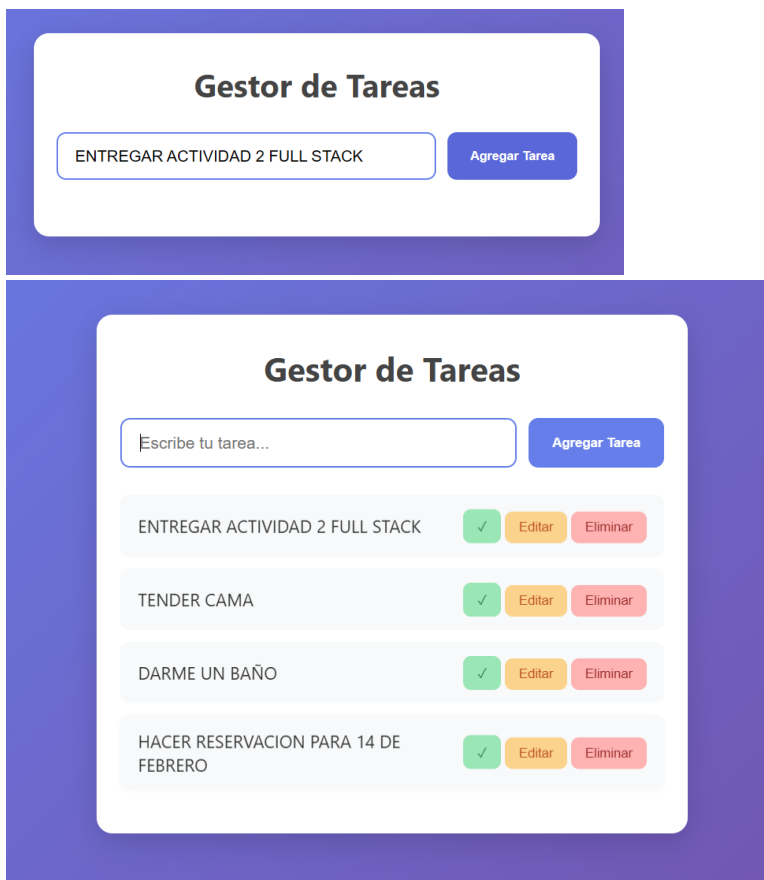 Gestor de Tareas
ENTREGAR ACTIVIDAD 2 FULL STACK
Agregar Tarea
Gestor de Tareas
Escribe tu tarea...
Agregar Tarea
ENTREGAR ACTIVIDAD 2 FULL STACK
✓ Editar Eliminar
TENDER CAMA
✓ Editar Eliminar
DARME UN BAÑO
✓ Editar Eliminar
HACER RESERVACION PARA 14 DE
FEBRERO
✓ Editar Eliminar